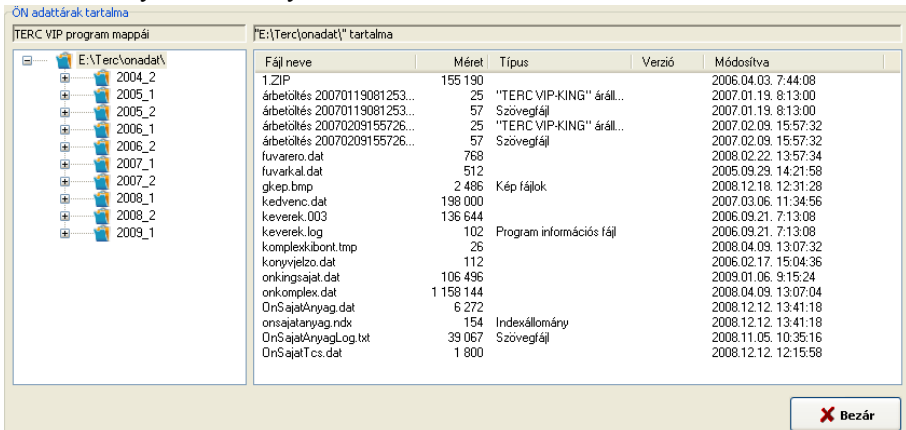 ÖN adattárak tartalma
TERC VIP program mappái
"E:\Terc\onadat\" tartalma
E:\Terc\onadat\
2004_2
2005_1
2005_2
2006_1
2006_2
2007_1
2007_2
2008_1
2008_2
2009_1
Fájl neve Méret Típus Verzió Módosítva
1.ZIP 155 190 2006.04.03. 7:44:08
árbetöltés 20070119081253... 25 "TERC VIP-KING" áráll... 2007.01.19. 8:13:00
árbetöltés 20070119081253... 57 Szövegfájl 2007.01.19. 8:13:00
árbetöltés 20070209155726... 25 "TERC VIP-KING" áráll... 2007.02.09. 15:57:32
árbetöltés 20070209155726... 57 Szövegfájl 2007.02.09. 15:57:32
fuvarero.dat 768 2008.02.22. 13:57:34
fuvarkal.dat 512 2005.09.29. 14:21:58
gkep.bmp 2 486 Kép fájlok 2008.12.18. 12:31:28
kedvenc.dat 198 000 2007.03.06. 11:34:56
keverek.003 136 644 2006.09.21. 7:13:08
keverek.log 102 Program információs fájl 2006.09.21. 7:13:08
komplexkibont.tmp 26 2008.04.09. 13:07:32
konyvjelzo.dat 112 2006.02.17. 15:04:36
onkingsajat.dat 106 496 2009.01.06. 9:15:24
onkomplex.dat 1 158 144 2008.04.09. 13:07:04
OnSajatAnyag.dat 6 272 2008.12.12. 13:41:18
onsajatanyag.ndx 154 Indexállomány 2008.12.12. 13:41:18
OnSajatAnyagLog.txt 39 067 Szövegfájl 2008.11.05. 10:35:16
OnSajatTcs.dat 1 800 2008.12.12. 12:15:58
Bezár